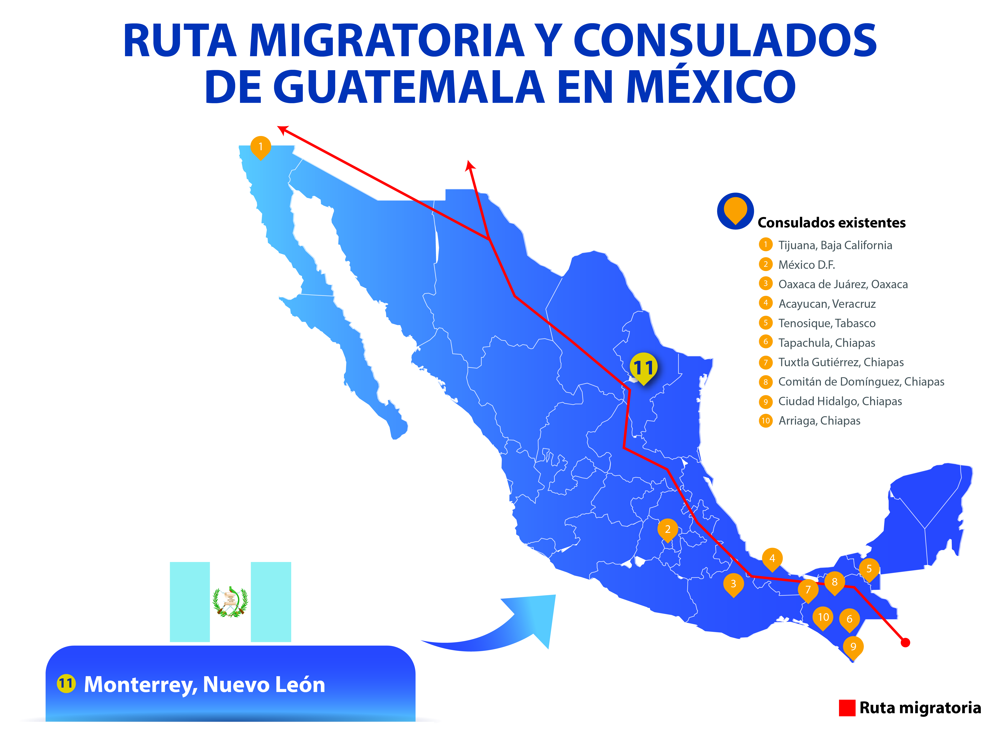 RUTA MIGRATORIA Y CONSULADOS
DE GUATEMALA EN MÉXICO
1
11
2
3
4
5
6
7
8
9
10
Consulados existentes
1 Tijuana, Baja California
2 México D.F.
3 Oaxaca de Juárez, Oaxaca
4 Acayucan, Veracruz
5 Tenosique, Tabasco
6 Tapachula, Chiapas
7 Tuxtla Gutiérrez, Chiapas
8 Comitán de Domínguez, Chiapas
9 Ciudad Hidalgo, Chiapas
10 Arriaga, Chiapas
11 Monterrey, Nuevo León
Ruta migratoria